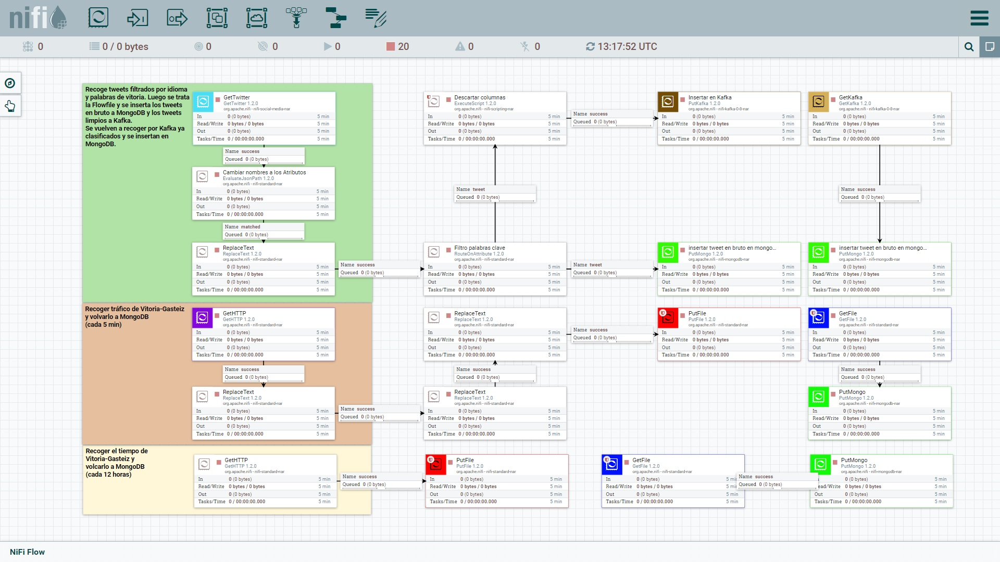 nifi
0
0 / 0 bytes
0
0
0
20
0
0
13:17:52 UTC
Recoge tweets filtrados por idioma
y palabras de vitoria. Luego se trata
la Flowfile y se inserta los tweets
en bruto a MongoDB y los tweets
limpios a Kafka.
Se vuelven a recoger por Kafka ya
clasificados y se insertan en
MongoDB.
GetTwitter
GetTwitter 1.2.0
org.apache.nifi - nifi-social-media-nar
In 0 (0 bytes) 5 min
Read/Write 0 bytes / 0 bytes 5 min
Out 0 (0 bytes) 5 min
Tasks/Time 0 / 00:00:00.000 5 min
Name success
Queued 0 (0 bytes)
Cambiar nombres a los Atributos
EvaluateJsonPath 1.2.0
org.apache.nifi - nifi-standard-nar
In 0 (0 bytes) 5 min
Read/Write 0 bytes / 0 bytes 5 min
Out 0 (0 bytes) 5 min
Tasks/Time 0 / 00:00:00.000 5 min
Name matched
Queued 0 (0 bytes)
ReplaceText
ReplaceText 1.2.0
org.apache.nifi - nifi-standard-nar
In 0 (0 bytes) 5 min
Read/Write 0 bytes / 0 bytes 5 min
Out 0 (0 bytes) 5 min
Tasks/Time 0 / 00:00:00.000 5 min
Name success
Queued 0 (0 bytes)
Filtro palabras clave
RouteOnAttribute 1.2.0
org.apache.nifi - nifi-standard-nar
In 0 (0 bytes) 5 min
Read/Write 0 bytes / 0 bytes 5 min
Out 0 (0 bytes) 5 min
Tasks/Time 0 / 00:00:00.000 5 min
Name tweet
Queued 0 (0 bytes)
Descartar columnas
ExecuteScript 1.2.0
org.apache.nifi - nifi-scripting-nar
In 0 (0 bytes) 5 min
Read/Write 0 bytes / 0 bytes 5 min
Out 0 (0 bytes) 5 min
Tasks/Time 0 / 00:00:00.000 5 min
Name success
Queued 0 (0 bytes)
Insertar en Kafka
PutKafka 1.2.0
org.apache.nifi - nifi-kafka-0-8-nar
In 0 (0 bytes) 5 min
Read/Write 0 bytes / 0 bytes 5 min
Out 0 (0 bytes) 5 min
Tasks/Time 0 / 00:00:00.000 5 min
Name tweet
Queued 0 (0 bytes)
insertar tweet en bruto en mongo...
PutMongo 1.2.0
org.apache.nifi - nifi-mongodb-nar
In 0 (0 bytes) 5 min
Read/Write 0 bytes / 0 bytes 5 min
Out 0 (0 bytes) 5 min
Tasks/Time 0 / 00:00:00.000 5 min
GetKafka
GetKafka 1.2.0
org.apache.nifi - nifi-kafka-0-8-nar
In 0 (0 bytes) 5 min
Read/Write 0 bytes / 0 bytes 5 min
Out 0 (0 bytes) 5 min
Tasks/Time 0 / 00:00:00.000 5 min
Name success
Queued 0 (0 bytes)
insertar tweet en bruto en mongo...
PutMongo 1.2.0
org.apache.nifi - nifi-mongodb-nar
In 0 (0 bytes) 5 min
Read/Write 0 bytes / 0 bytes 5 min
Out 0 (0 bytes) 5 min
Tasks/Time 0 / 00:00:00.000 5 min
Recoger tráfico de Vitoria-Gasteiz
y volvarlo a MongoDB
(cada 5 min)
GetHTTP
GetHTTP 1.2.0
org.apache.nifi - nifi-standard-nar
In 0 (0 bytes) 5 min
Read/Write 0 bytes / 0 bytes 5 min
Out 0 (0 bytes) 5 min
Tasks/Time 0 / 00:00:00.000 5 min
Name success
Queued 0 (0 bytes)
ReplaceText
ReplaceText 1.2.0
org.apache.nifi - nifi-standard-nar
In 0 (0 bytes) 5 min
Read/Write 0 bytes / 0 bytes 5 min
Out 0 (0 bytes) 5 min
Tasks/Time 0 / 00:00:00.000 5 min
Name success
Queued 0 (0 bytes)
ReplaceText
ReplaceText 1.2.0
org.apache.nifi - nifi-standard-nar
In 0 (0 bytes) 5 min
Read/Write 0 bytes / 0 bytes 5 min
Out 0 (0 bytes) 5 min
Tasks/Time 0 / 00:00:00.000 5 min
Name success
Queued 0 (0 bytes)
ReplaceText
ReplaceText 1.2.0
org.apache.nifi - nifi-standard-nar
In 0 (0 bytes) 5 min
Read/Write 0 bytes / 0 bytes 5 min
Out 0 (0 bytes) 5 min
Tasks/Time 0 / 00:00:00.000 5 min
Name success
Queued 0 (0 bytes)
PutFile
PutFile 1.2.0
org.apache.nifi - nifi-standard-nar
In 0 (0 bytes) 5 min
Read/Write 0 bytes / 0 bytes 5 min
Out 0 (0 bytes) 5 min
Tasks/Time 0 / 00:00:00.000 5 min
GetFile
GetFile 1.2.0
org.apache.nifi - nifi-standard-nar
In 0 (0 bytes) 5 min
Read/Write 0 bytes / 0 bytes 5 min
Out 0 (0 bytes) 5 min
Tasks/Time 0 / 00:00:00.000 5 min
Name success
Queued 0 (0 bytes)
PutMongo
PutMongo 1.2.0
org.apache.nifi - nifi-mongodb-nar
In 0 (0 bytes) 5 min
Read/Write 0 bytes / 0 bytes 5 min
Out 0 (0 bytes) 5 min
Tasks/Time 0 / 00:00:00.000 5 min
Recoger el tiempo de
Vitoria-Gasteiz y
volcarlo a MongoDB
(cada 12 horas)
GetHTTP
GetHTTP 1.2.0
org.apache.nifi - nifi-standard-nar
In 0 (0 bytes) 5 min
Read/Write 0 bytes / 0 bytes 5 min
Out 0 (0 bytes) 5 min
Tasks/Time 0 / 00:00:00.000 5 min
Name success
Queued 0 (0 bytes)
PutFile
PutFile 1.2.0
org.apache.nifi - nifi-standard-nar
In 0 (0 bytes) 5 min
Read/Write 0 bytes / 0 bytes 5 min
Out 0 (0 bytes) 5 min
Tasks/Time 0 / 00:00:00.000 5 min
GetFile
GetFile 1.2.0
org.apache.nifi - nifi-standard-nar
In 0 (0 bytes) 5 min
Read/Write 0 bytes / 0 bytes 5 min
Out 0 (0 bytes) 5 min
Tasks/Time 0 / 00:00:00.000 5 min
Name success
Queued 0 (0 bytes)
PutMongo
PutMongo 1.2.0
org.apache.nifi - nifi-mongodb-nar
0 (0 bytes) 5 min
ead/Write 0 bytes / 0 bytes 5 min
Out 0 (0 bytes) 5 min
Tasks/Time 0 / 00:00:00.000 5 min
NiFi Flow